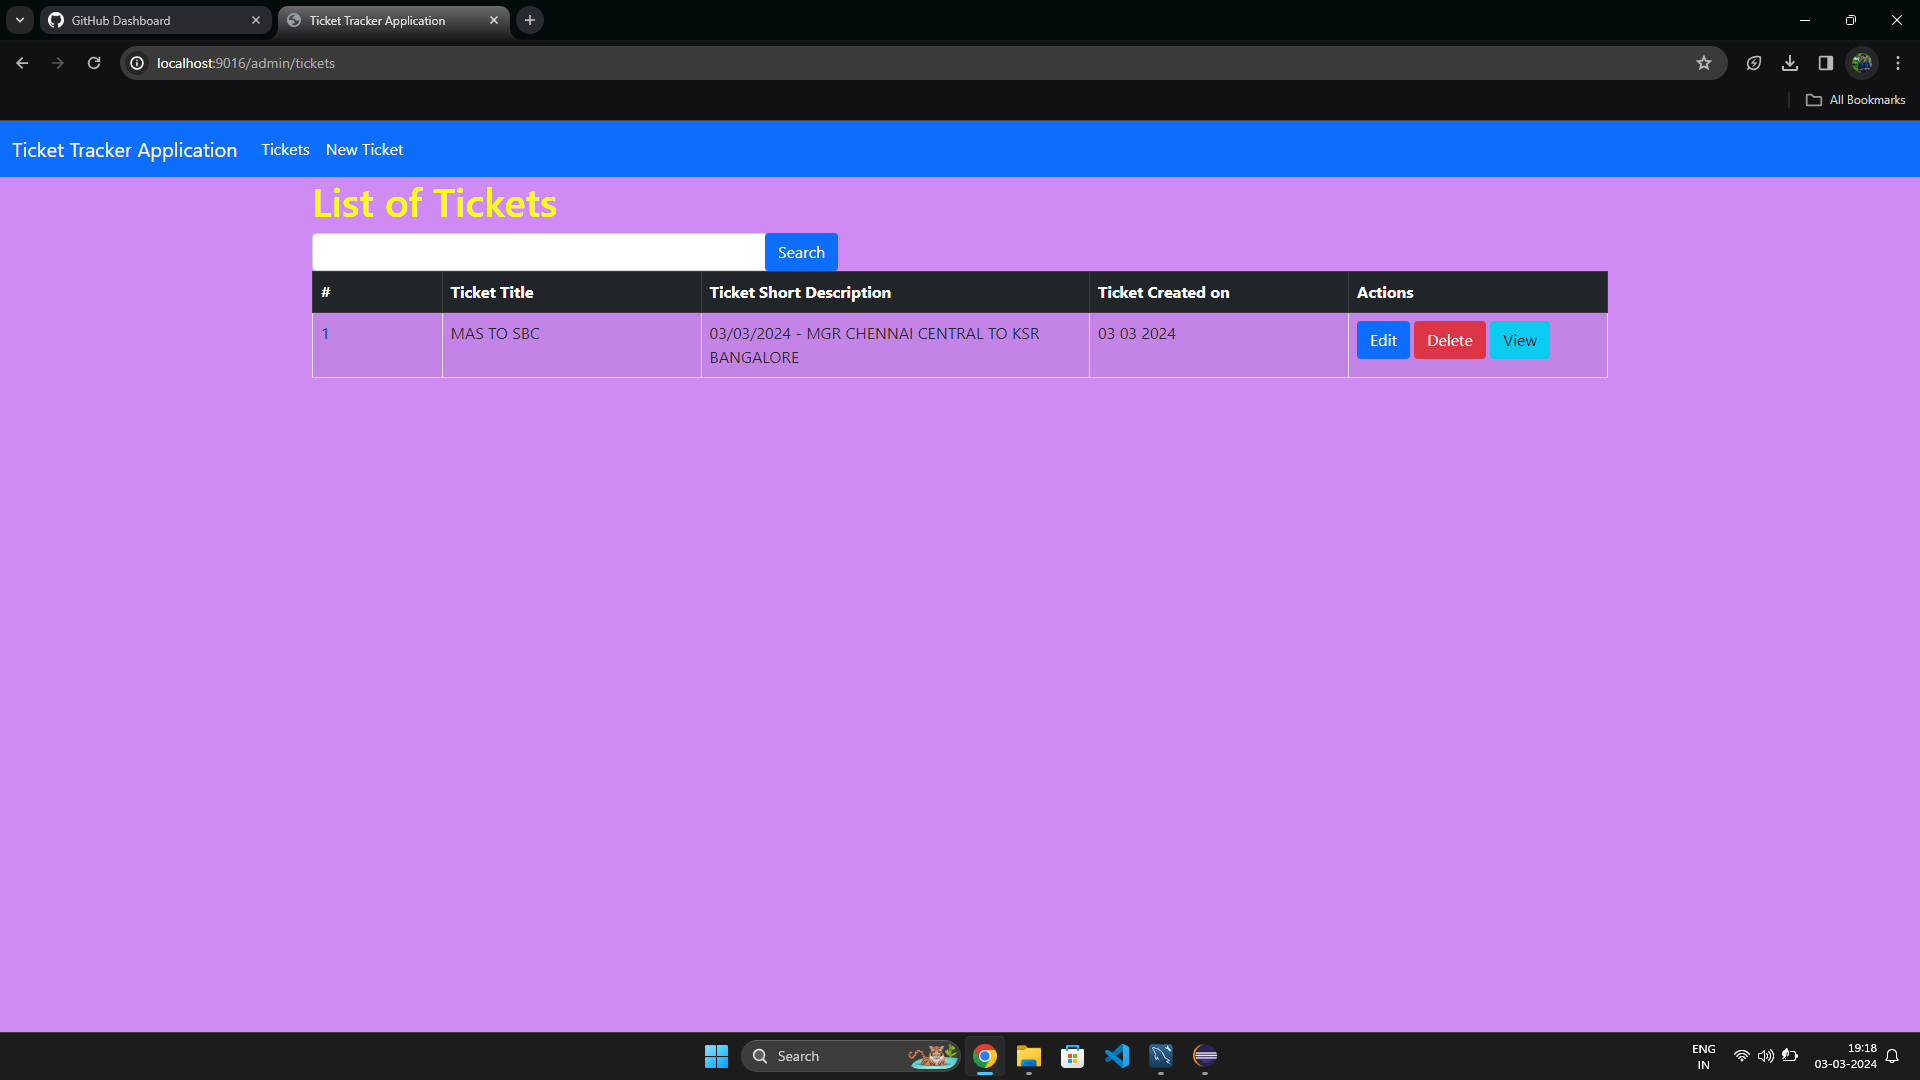 GitHub Dashboard
Ticket Tracker Application
localhost:9016/admin/tickets
All Bookmarks
Ticket Tracker Application Tickets New Ticket
List of Tickets
Search
# Ticket Title Ticket Short Description Ticket Created on Actions
1 MAS TO SBC 03/03/2024 - MGR CHENNAI CENTRAL TO KSR 03 03 2024 Edit Delete View
BANGALORE
Search
ENG
IN
19:18
03-03-2024